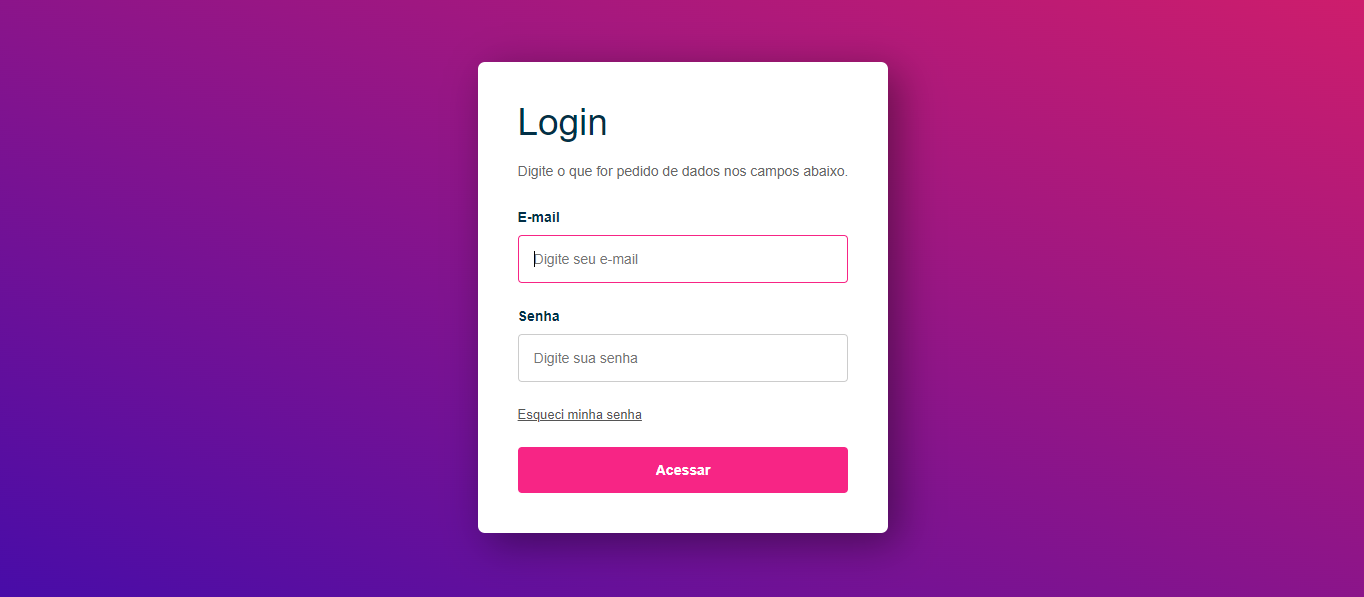 Login
Digite o que for pedido de dados nos campos abaixo.
E-mail
Digite seu e-mail
Senha
Digite sua senha
Esqueci minha senha
Acessar